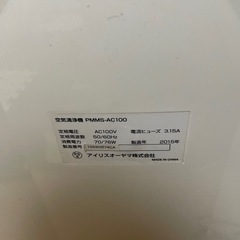 空気清浄機 PMMS-AC100
定格電圧 AC100V 電流ヒューズ 3.15A
定格周波数 50/60Hz
消費電力 70/76W 製造年 2015年
製造番号
アイリスオーヤマ株式会社
MADE IN CHINA